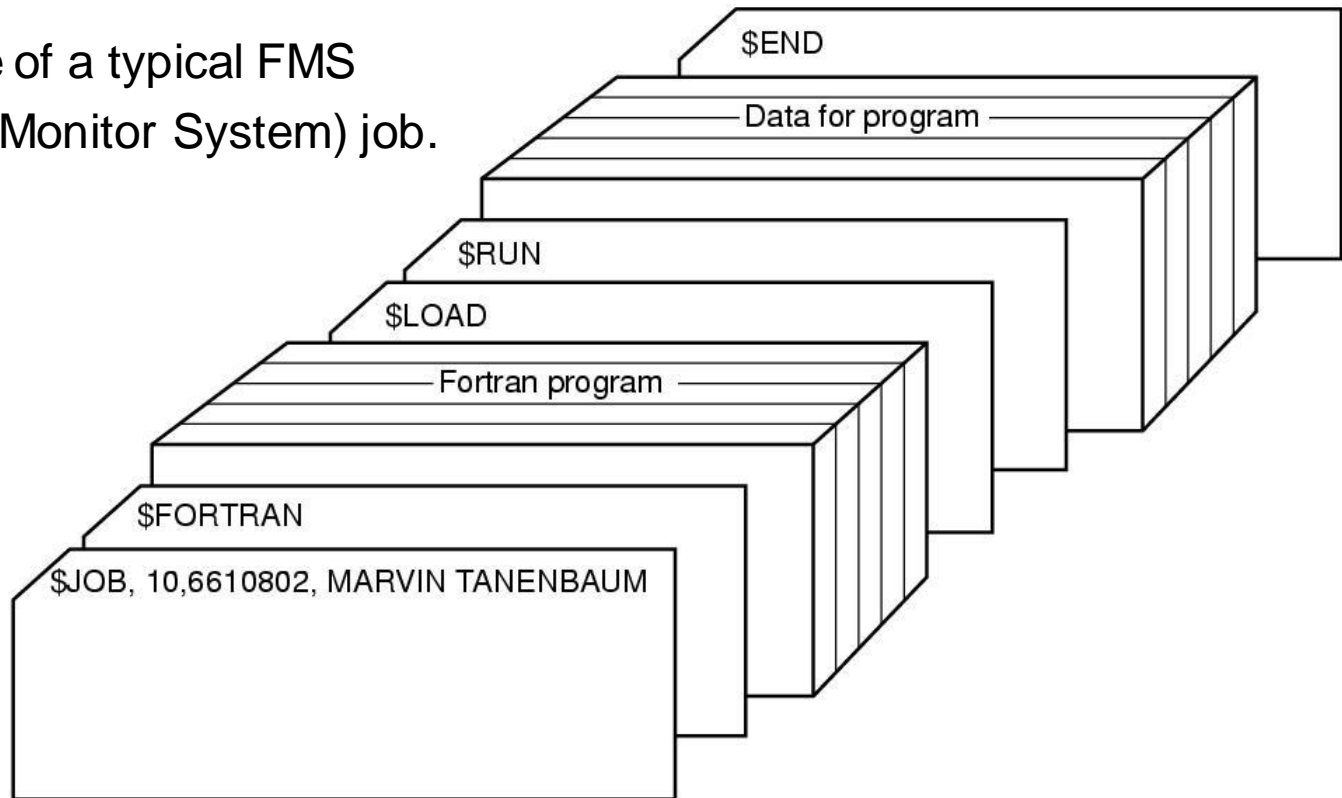 of a typical FMS
Monitor System) job.
$END
Data for program
$RUN
$LOAD
Fortran program
$FORTRAN
$JOB, 10,6610802, MARVIN TANENBAUM